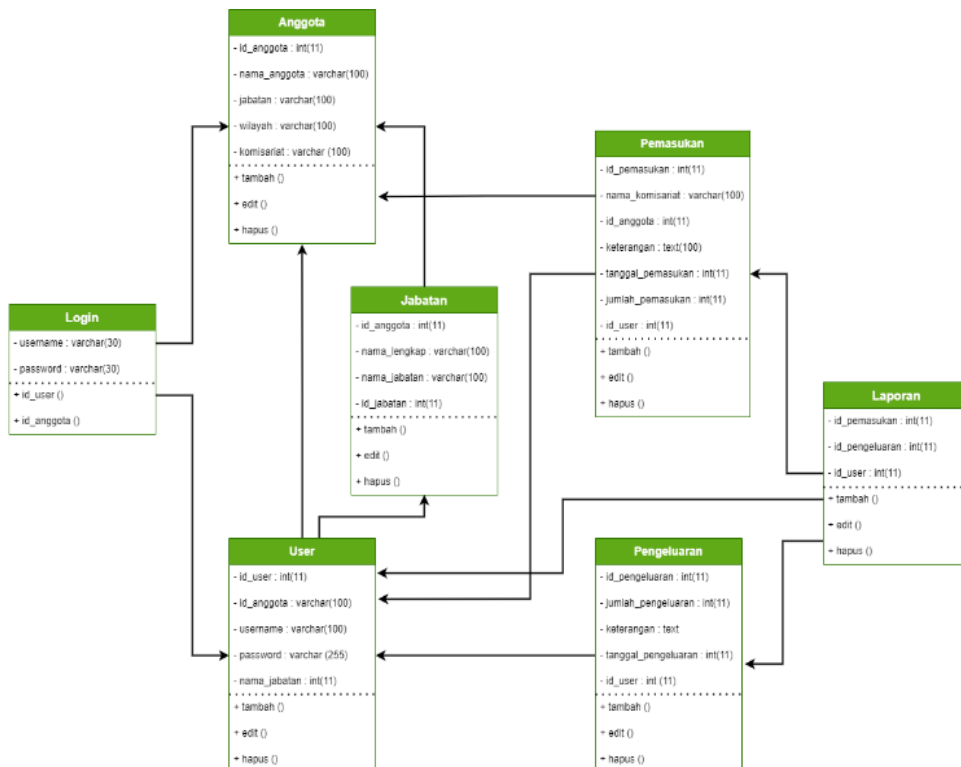 Anggota
- id_anggota : int(11)
- nama_anggota : varchar(100)
- jabatan : varchar(100)
- wilayah : varchar(100)
- komisariat : varchar (100)
+ tambah ()
+ edit ()
+ hapus ()
Login
- username : varchar(30)
- password : varchar(30)
+ id_user ()
+ id_anggota ()
Jabatan
- id_anggota : int(11)
- nama_lengkap : varchar(100)
- nama_jabatan : varchar(100)
- id_jabatan : int(11)
+ tambah ()
+ edit ()
+ hapus ()
Pemasukan
- id_pemasukan : int(11)
- nama_komisariat : varchar(100)
- id_anggota : int(11)
- keterangan : text(100)
- tanggal_pemasukan : int(11)
- jumlah_pemasukan : int(11)
- id_user : int(11)
+ tambah ()
+ edit ()
+ hapus ()
Laporan
- id_pemasukan : int(11)
- id_pengeluaran : int(11)
- id_user : int(11)
+ tambah ()
+ edit ()
+ hapus ()
User
- id_user : int(11)
- id_anggota : varchar(100)
- username : varchar(100)
- password : varchar (255)
- nama_jabatan : int(11)
+ tambah ()
+ edit ()
+ hapus ()
Pengeluaran
- id_pengeluaran : int(11)
- jumlah_pengeluaran : int(11)
- keterangan : text
- tanggal_pengeluaran : int(11)
- id_user : int (11)
+ tambah ()
+ edit ()
+ hapus ()